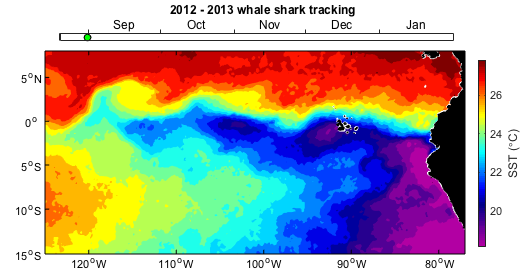 2012 - 2013 whale shark tracking
Sep Oct Nov Dec Jan
5°N
0°
5°S
10°S
15°S
120°W 110°W 100°W 90°W 80°W
26
24
22
20
SST (°C)